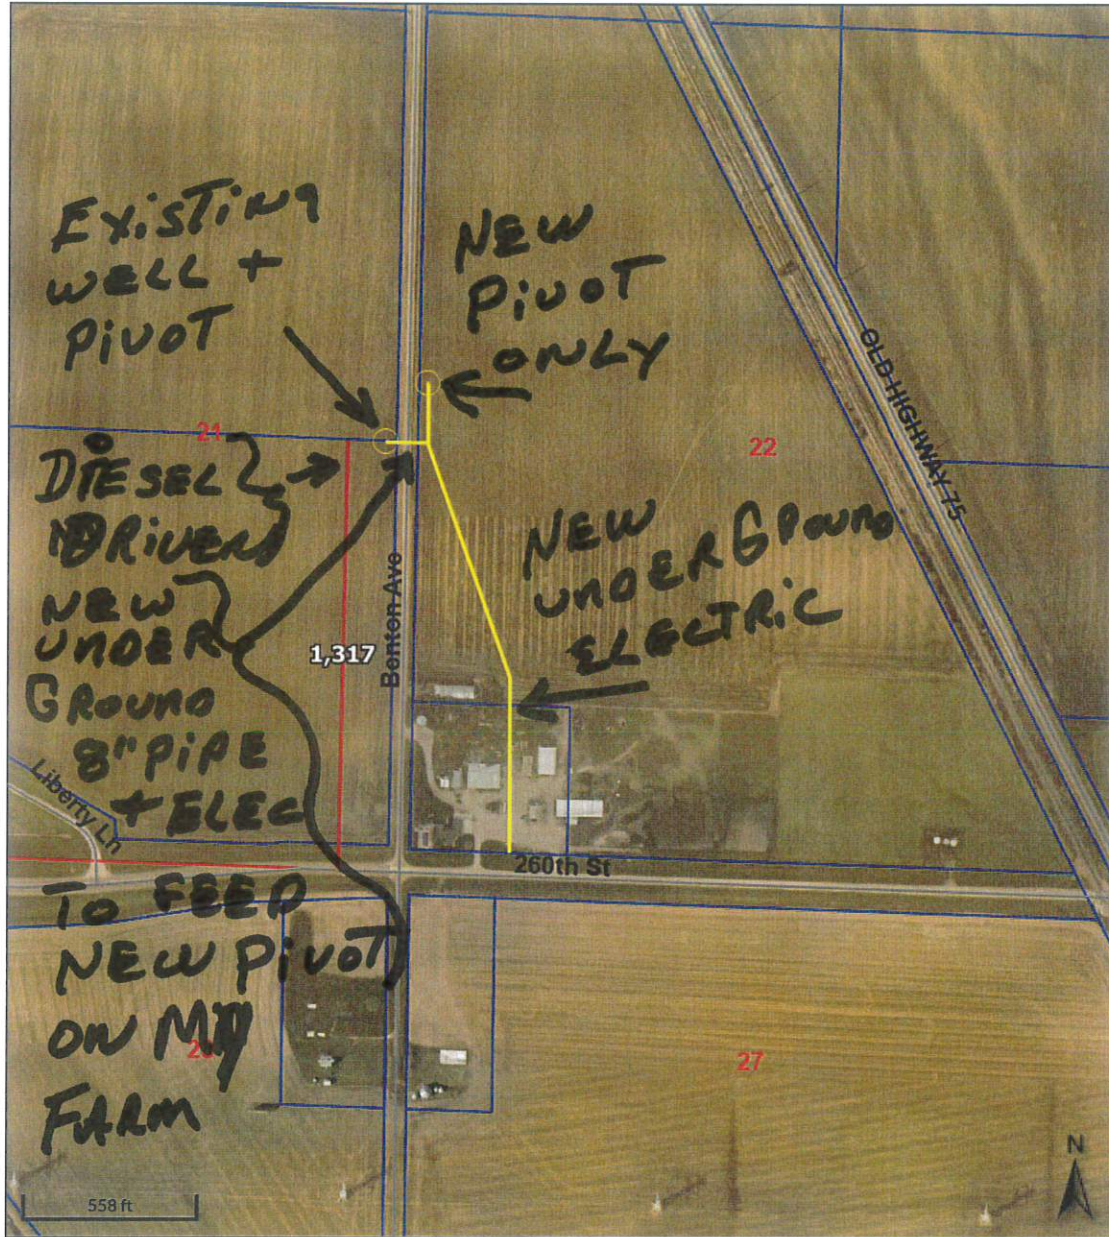 EXiSTiNg
WELL +
PiVOT
NEW
PiVOT
ONLY
OLD HIGHWAY 75
21
22
DIESEL
DRIVEN
NEW
UNDER
GROUND
8" PiPE
+ ELEC
TO FEED
NEW PiVOT
ON MY
FARM
1,317
Benton Ave
NEW
UNDERGROUND
ELECTRiC
Liberty Ln
260th St
27
N
558 ft